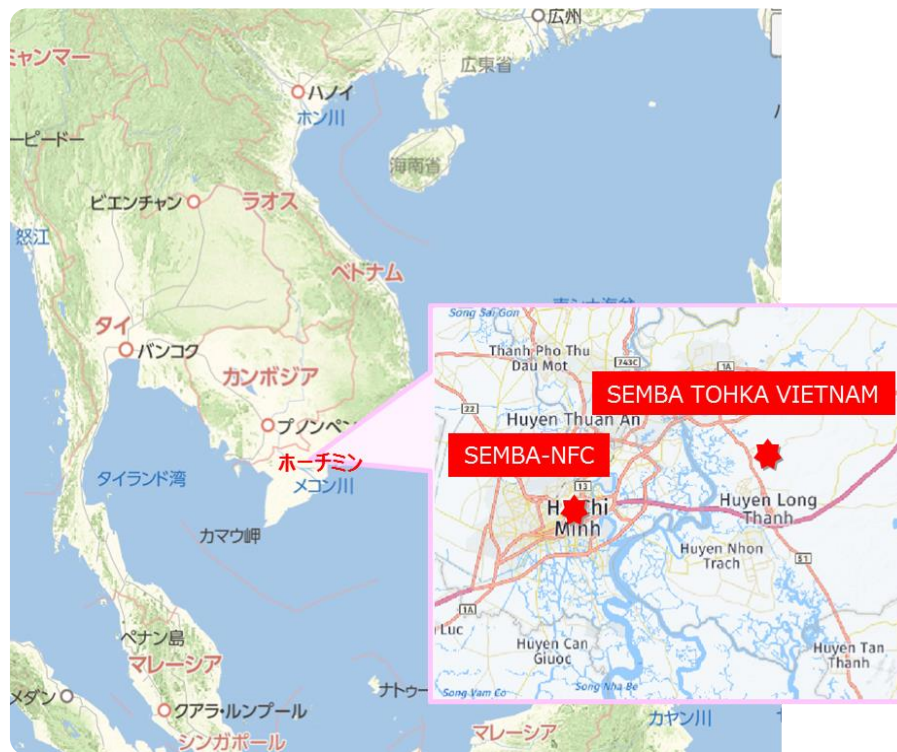 広州
ミャンマー
広東省
ハノイ
ホン川
ーピードー
海南省
ビエンチャン
ラオス
怒江
ベトナム
タイ
バンコク
カンボジア
プノンペン
ホーチミン
メコン川
タイランド湾
カマウ岬
ペナン島
マレーシア
メダン
クアラ・ルンプール
シンガポール
ナトゥー
マレーシア
カヤン川
Song Sai Gon
Thanh Pho Thu
Dau Mot
743C
1A
SEMBA TOHKA VIETNAM
22
Huyen Thuan An
SEMBA-NFC
13
Minh
Huyen Long
Thanh
Huyen Nhon
Trach
51
1A
Luc
Huyen Can
Giuoc
Huyen Tan
Thanh
Song Vam Co
Song Nha Be